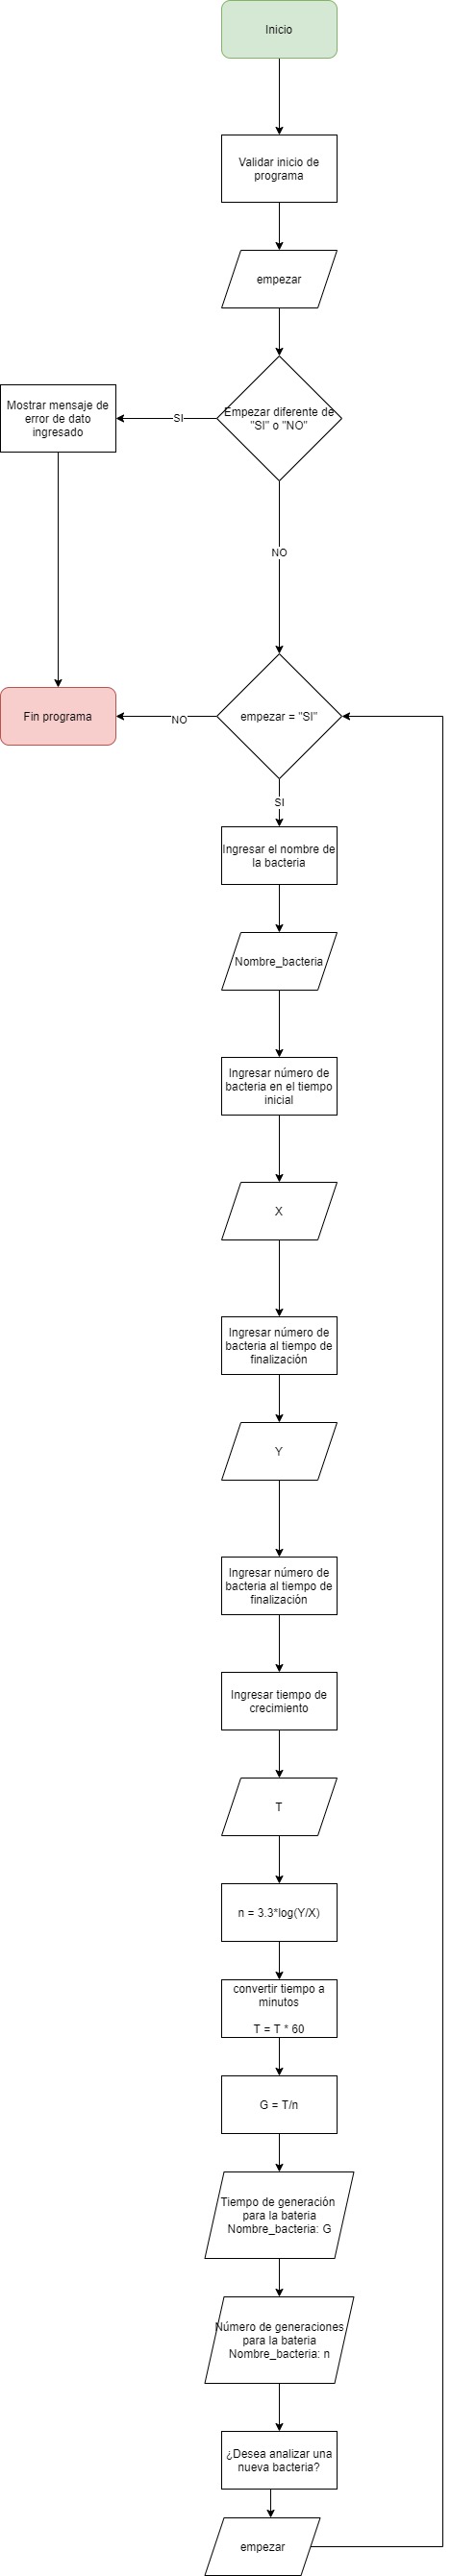 Inicio
Validar inicio de
programa
empezar
Empezar diferente de
"SI" o "NO"
SI
Mostrar mensaje de
error de dato
ingresado
NO
empezar = "SI"
NO
Fin programa
SI
Ingresar el nombre de
la bacteria
Nombre_bacteria
Ingresar número de
bacteria en el tiempo
inicial
X
Ingresar número de
bacteria al tiempo de
finalización
Y
Ingresar número de
bacteria al tiempo de
finalización
Ingresar tiempo de
crecimiento
T
n = 3.3*log(Y/X)
convertir tiempo a
minutos
T = T * 60
G = T/n
Tiempo de generación
para la bateria
Nombre_bacteria: G
Número de generaciones
para la bateria
Nombre_bacteria: n
¿Desea analizar una
nueva bacteria?
empezar